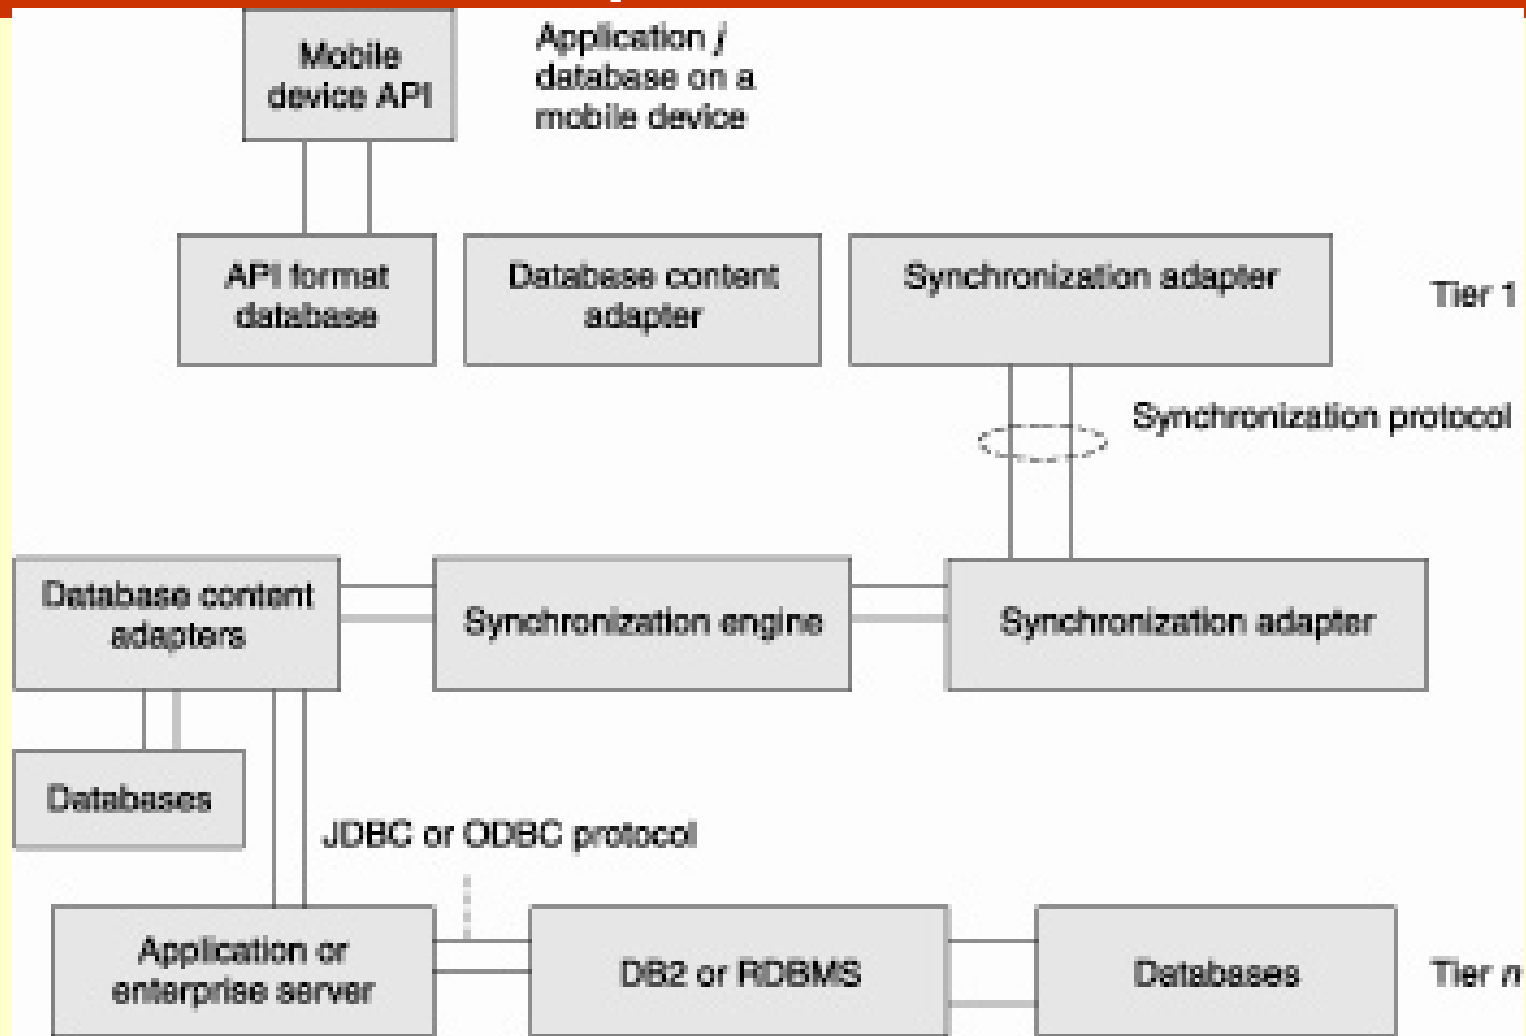 Mobile
device API
Application j
database on a
mobile device
API format
database
Database content
adapter
Synchronization adapter
Tier 1
Synchronization protocol
Database content
adapters
Synchronization engine
Synchronization adapter
Databases
JDBC or ODBC protocol
Application or
enterprise server
DB2 or RDBMS
Databases
Tier n